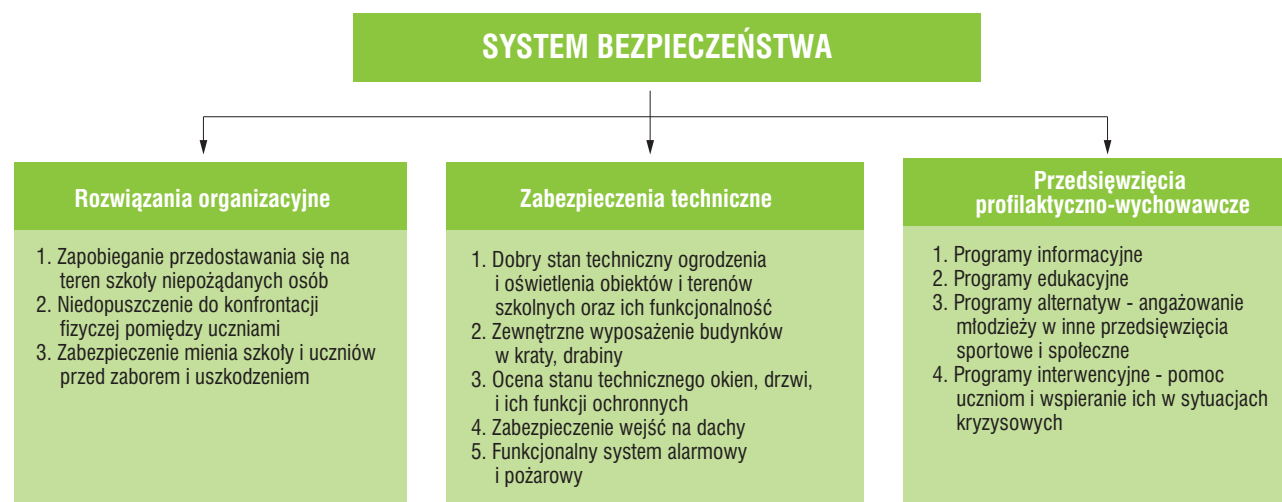 SYSTEM BEZPIECZEŃSTWA
Rozwiązania organizacyjne
1. Zapobieganie przedostawania się na
teren szkoły niepożądanych osób
2. Niedopuszczenie do konfrontacji
fizyczej pomiędzy uczniami
3. Zabezpieczenie mienia szkoły i uczniów
przed zaborem i uszkodzeniem
Zabezpieczenia techniczne
1. Dobry stan techniczny ogrodzenia
i oświetlenia obiektów i terenów
szkolnych oraz ich funkcjonalność
2. Zewnętrzne wyposażenie budynków
w kraty, drabiny
3. Ocena stanu technicznego okien, drzwi,
i ich funkcji ochronnych
4. Zabezpieczenie wejść na dachy
5. Funkcjonalny system alarmowy
i pożarowy
Przedsięwzięcia
profilaktyczno-wychowawcze
1. Programy informacyjne
2. Programy edukacyjne
3. Programy alternatyw - angażowanie
młodzieży w inne przedsięwzięcia
sportowe i społeczne
4. Programy interwencyjne - pomoc
uczniom i wspieranie ich w sytuacjach
kryzysowych